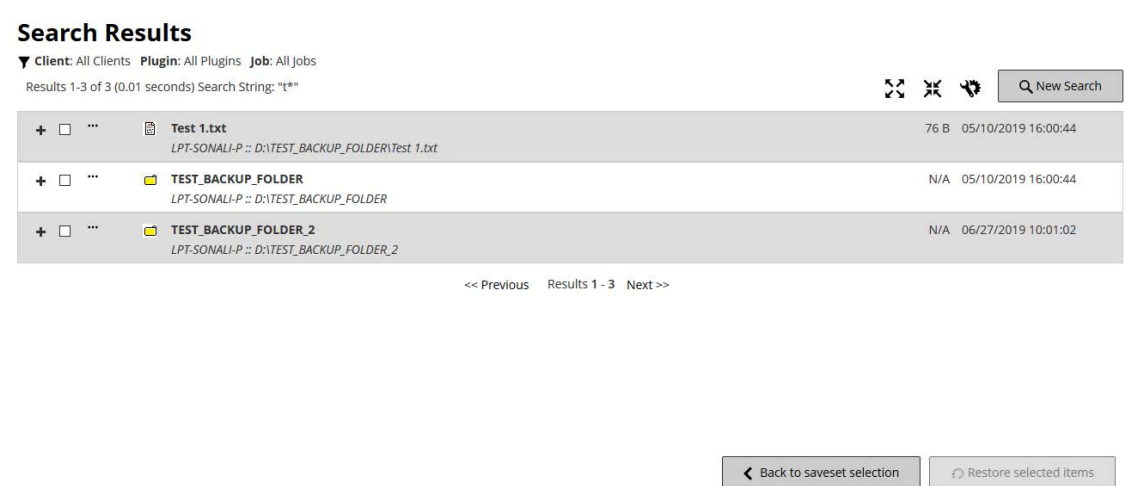 Search Results
Client: All Clients Plugin: All Plugins Job: All Jobs
Results 1-3 of 3 (0.01 seconds) Search String: "t*"
New Search
Test 1.txt 76 B 05/10/2019 16:00:44
LPT-SONALI-P :: D:\TEST_BACKUP_FOLDER\Test 1.txt
TEST_BACKUP_FOLDER N/A 05/10/2019 16:00:44
LPT-SONALI-P :: D:\TEST_BACKUP_FOLDER
TEST_BACKUP_FOLDER_2 N/A 06/27/2019 10:01:02
LPT-SONALI-P :: D:\TEST_BACKUP_FOLDER_2
<< Previous Results 1 - 3 Next >>
Back to saveset selection Restore selected items